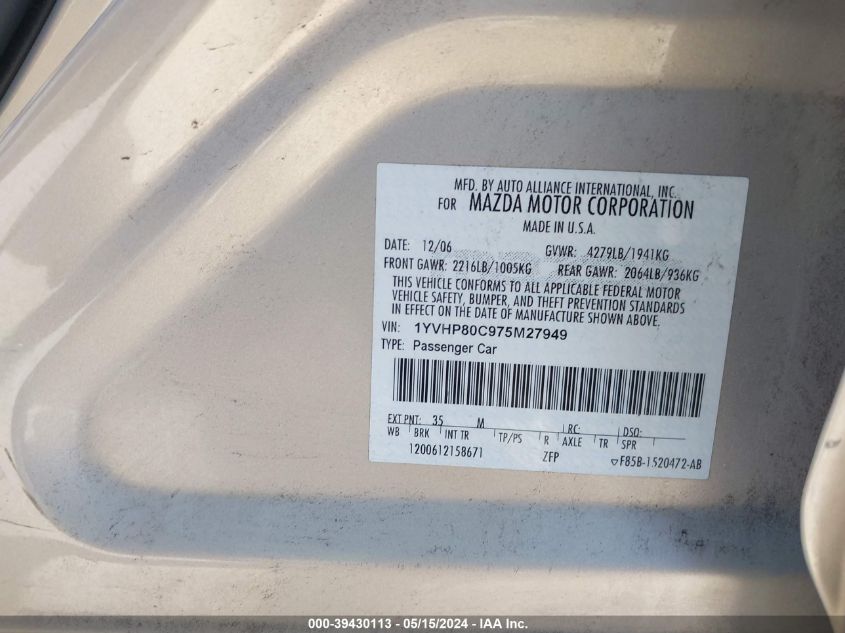 MFD. BY AUTO ALLIANCE INTERNATIONAL, INC.
FOR MAZDA MOTOR CORPORATION
MADE IN U.S.A.
DATE: 12/06 GVWR: 4279LB/1941KG
FRONT GAWR: 2216LB/1005KG REAR GAWR: 2064LB/936KG
THIS VEHICLE CONFORMS TO ALL APPLICABLE FEDERAL MOTOR
VEHICLE SAFETY, BUMPER, AND THEFT PREVENTION STANDARDS
IN EFFECT ON THE DATE OF MANUFACTURE SHOWN ABOVE.
VIN: 1YVHP80C975M27949
TYPE: Passenger Car
EXT PNT: 35 M RC: DSO:
WB BRK INT TR TP/PS R AXLE TR SPR
1200612158671 ZFP F85B-1520472-AB
000-39430113 - 05/15/2024 - IAA Inc.